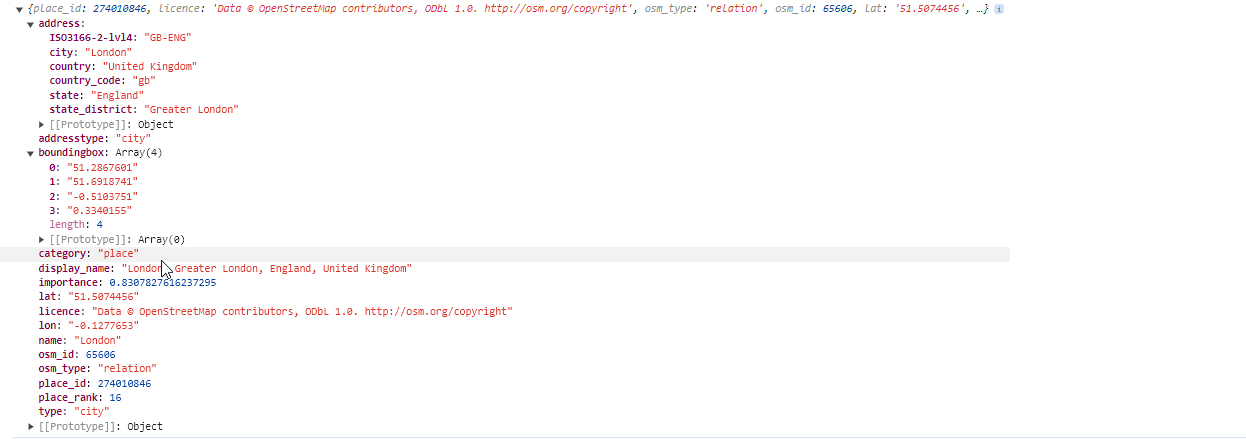 {place_id: 274010846, licence: 'Data © OpenStreetMap contributors, ODbL 1.0. http://osm.org/copyright', osm_type: 'relation', osm_id: 65606, lat: '51.5074456', …} i
address:
ISO3166-2-lvl4: "GB-ENG"
city: "London"
country: "United Kingdom"
country_code: "gb"
state: "England"
state_district: "Greater London"
[[Prototype]]: Object
addresstype: "city"
boundingbox: Array(4)
0: "51.2867601"
1: "51.6918741"
2: "-0.5103751"
3: "0.3340155"
length: 4
[[Prototype]]: Array(0)
category: "place"
display_name: "London, Greater London, England, United Kingdom"
importance: 0.8307827616237295
lat: "51.5074456"
licence: "Data © OpenStreetMap contributors, ODbL 1.0. http://osm.org/copyright"
lon: "-0.1277653"
name: "London"
osm_id: 65606
osm_type: "relation"
place_id: 274010846
place_rank: 16
type: "city"
[[Prototype]]: Object